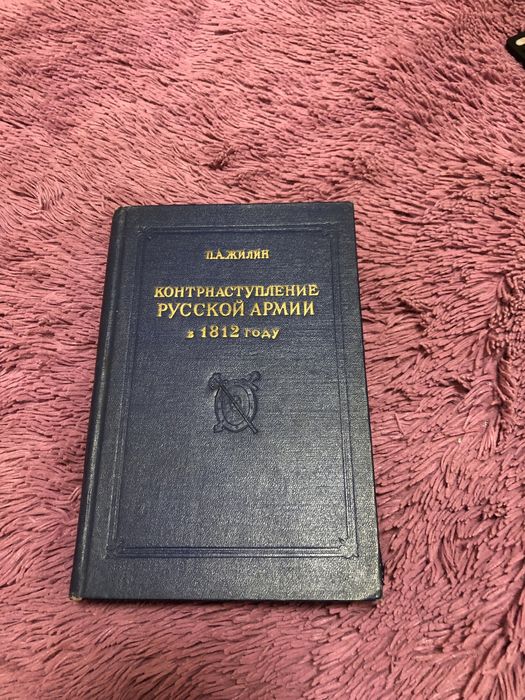 П.А.ЖИЛИН
КОНТРНАСТУПЛЕНИЕ
РУССКОЙ АРМИИ
в 1812 году